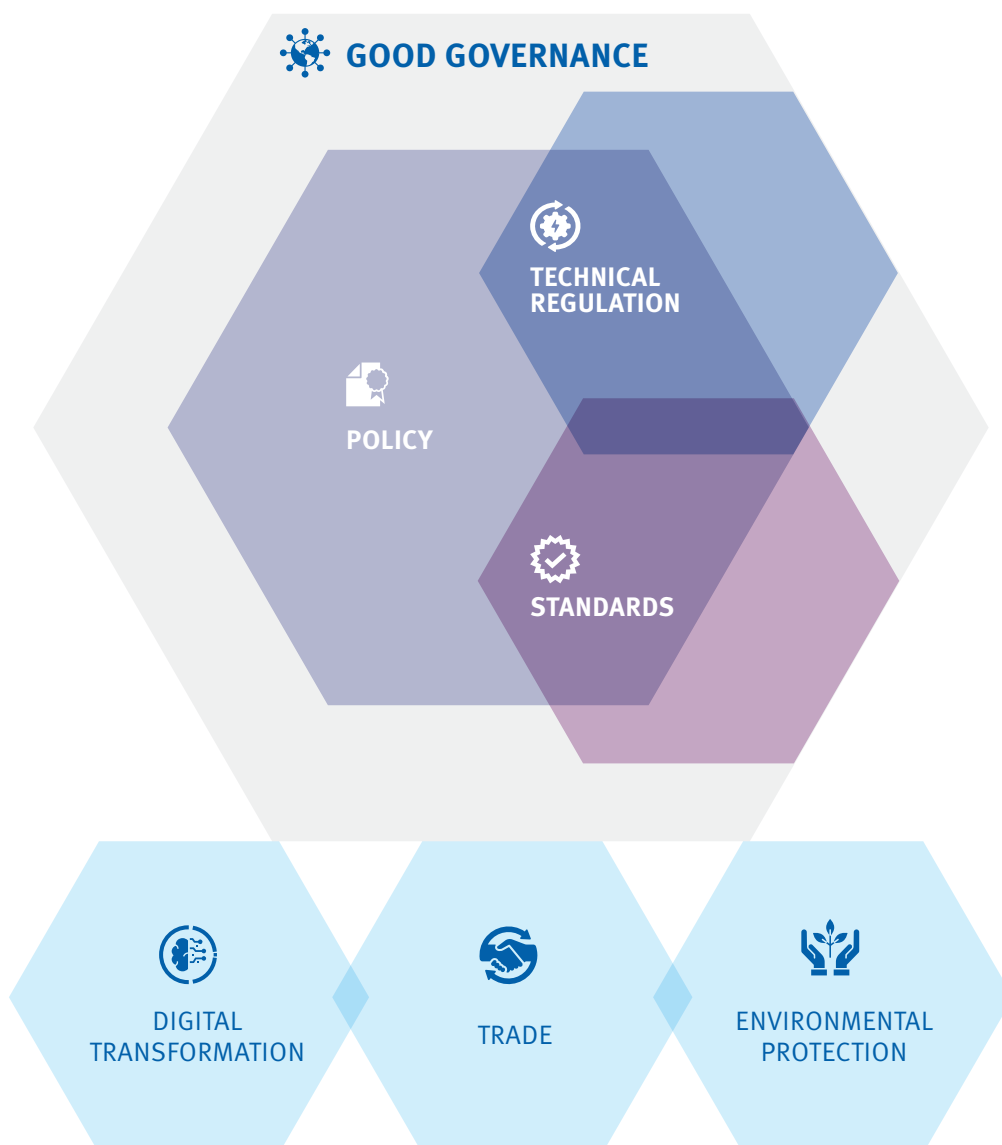 GOOD GOVERNANCE
TECHNICAL
REGULATION
POLICY
STANDARDS
DIGITAL
TRANSFORMATION
TRADE
ENVIRONMENTAL
PROTECTION